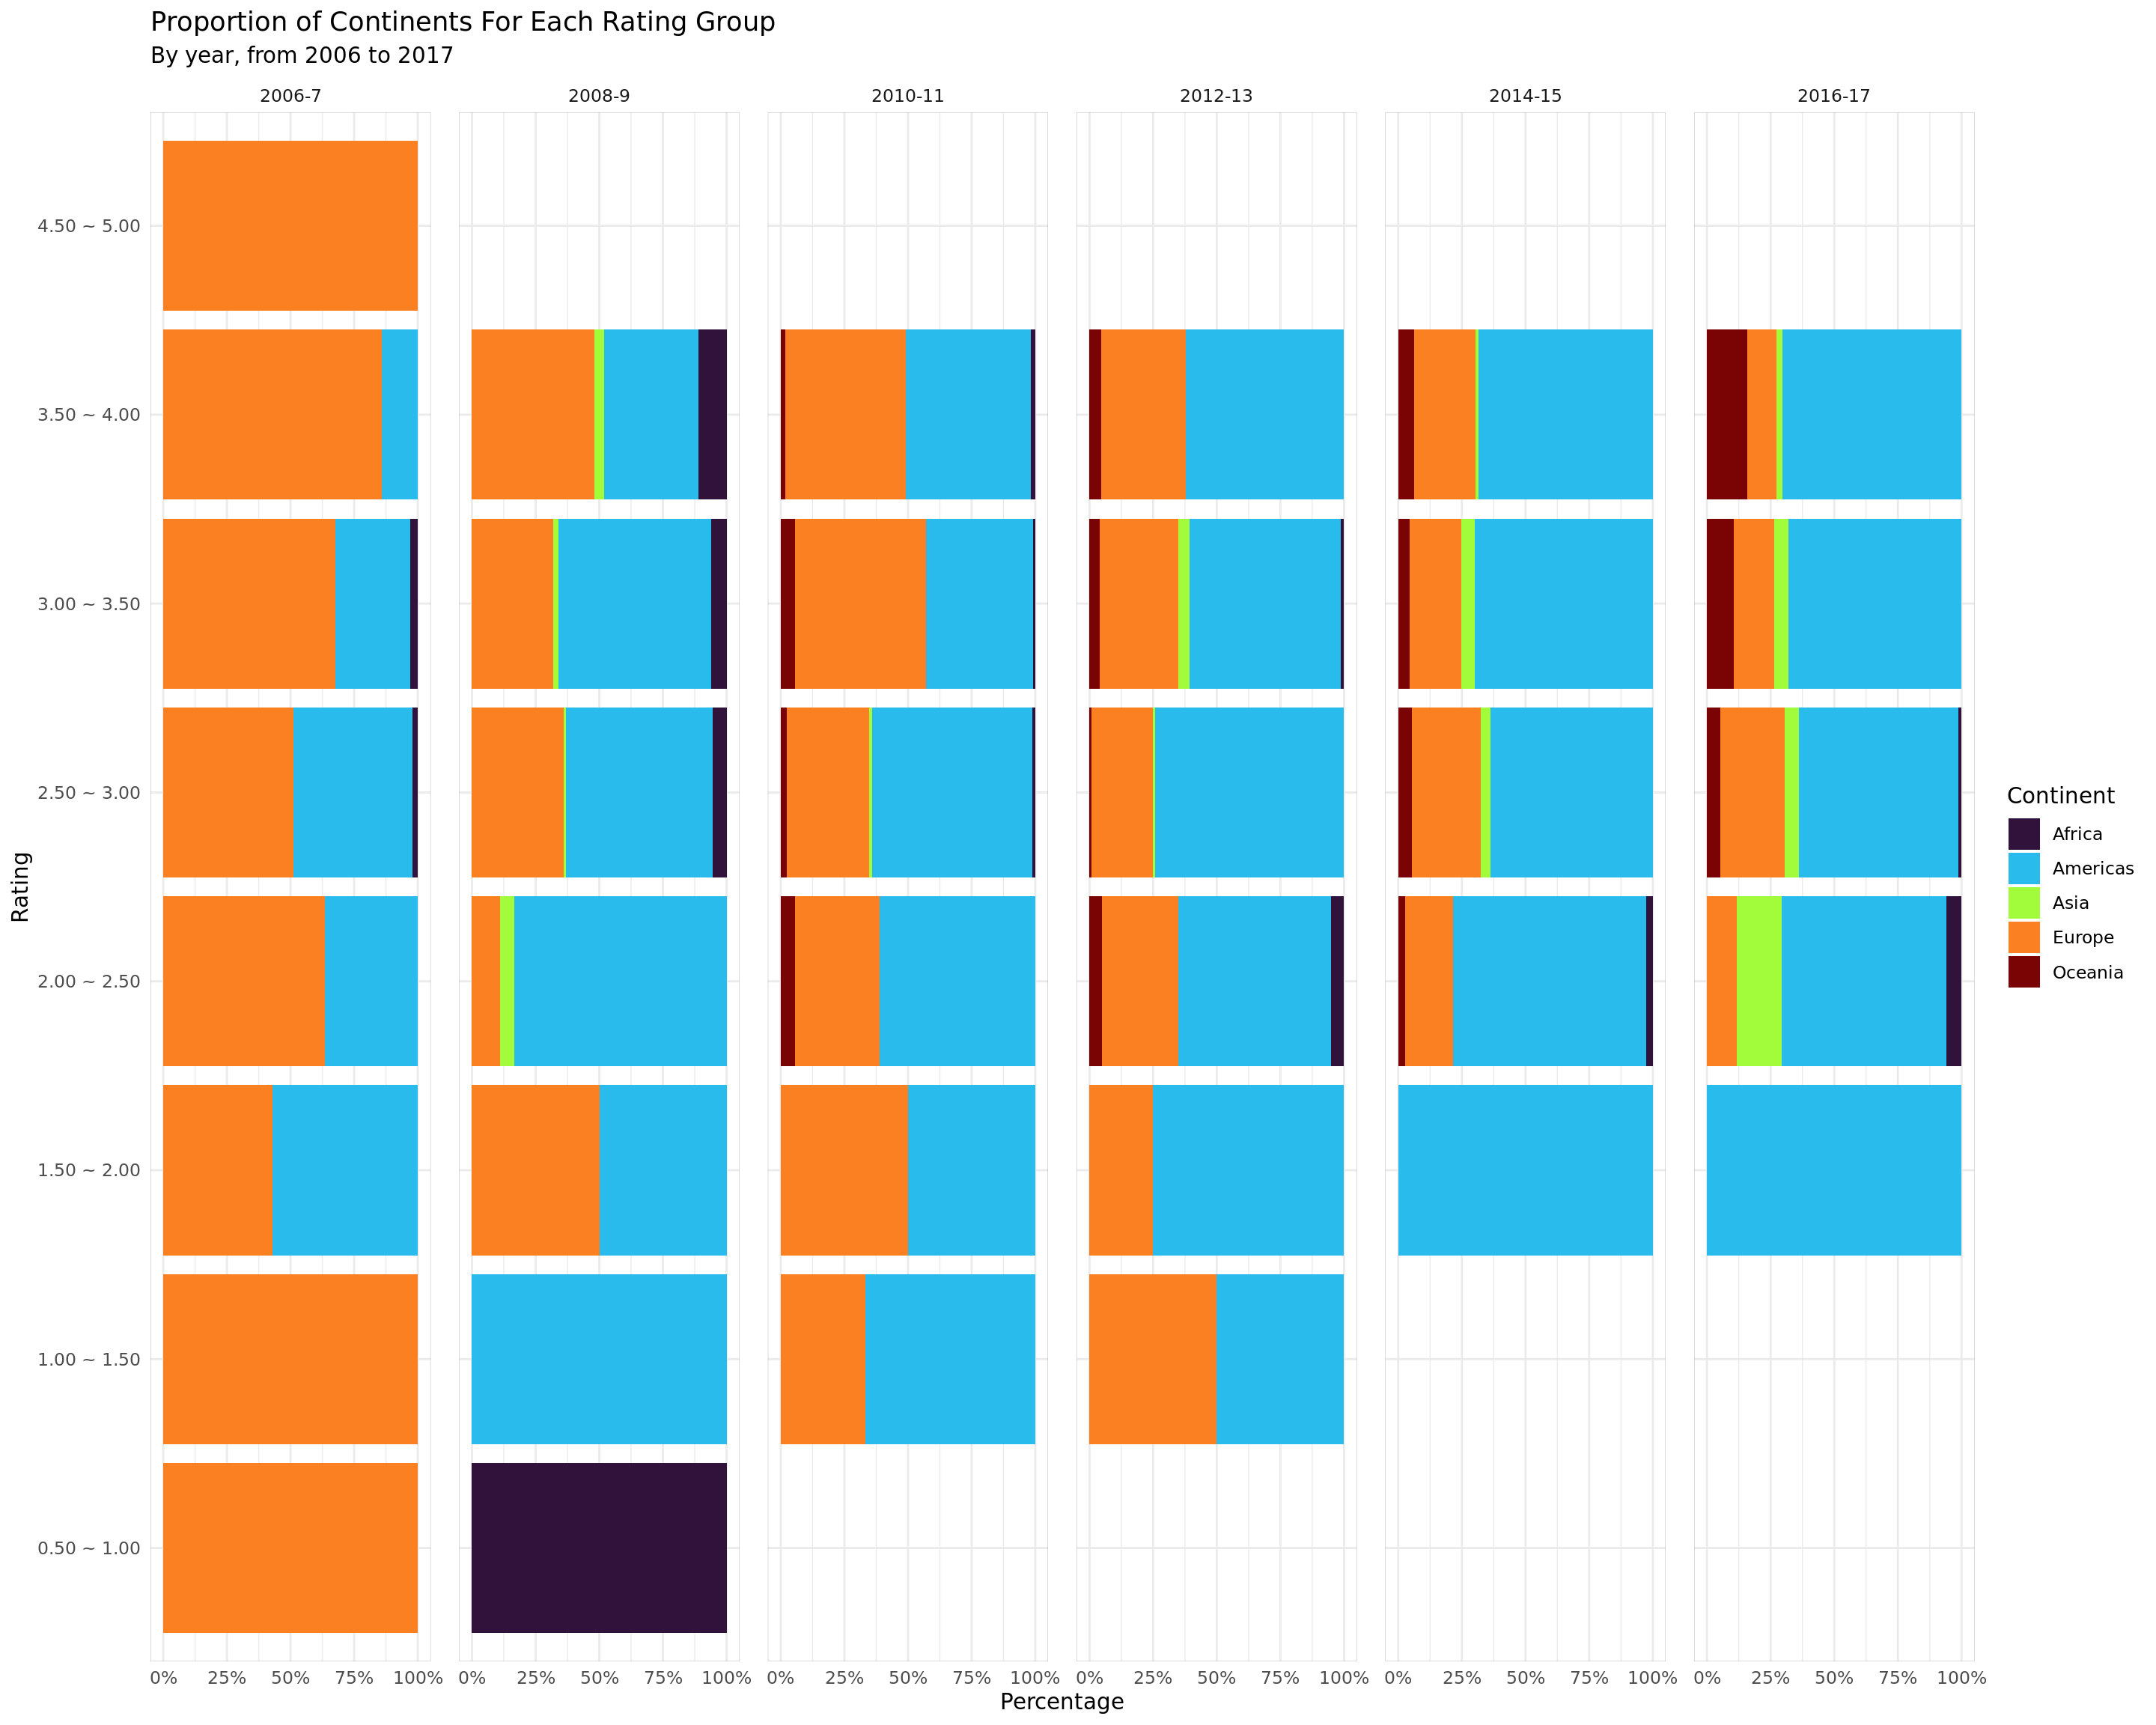 Proportion of Continents For Each Rating Group
By year, from 2006 to 2017
2006-7 2008-9 2010-11 2012-13 2014-15 2016-17
4.50 ~ 5.00
3.50 ~ 4.00
3.00 ~ 3.50
2.50 ~ 3.00
2.00 ~ 2.50
1.50 ~ 2.00
1.00 ~ 1.50
0.50 ~ 1.00
Rating
0% 25% 50% 75% 100% 0% 25% 50% 75% 100% 0% 25% 50% 75% 100% 0% 25% 50% 75% 100% 0% 25% 50% 75% 100% 0% 25% 50% 75% 100%
Percentage
Continent
Africa
Americas
Asia
Europe
Oceania